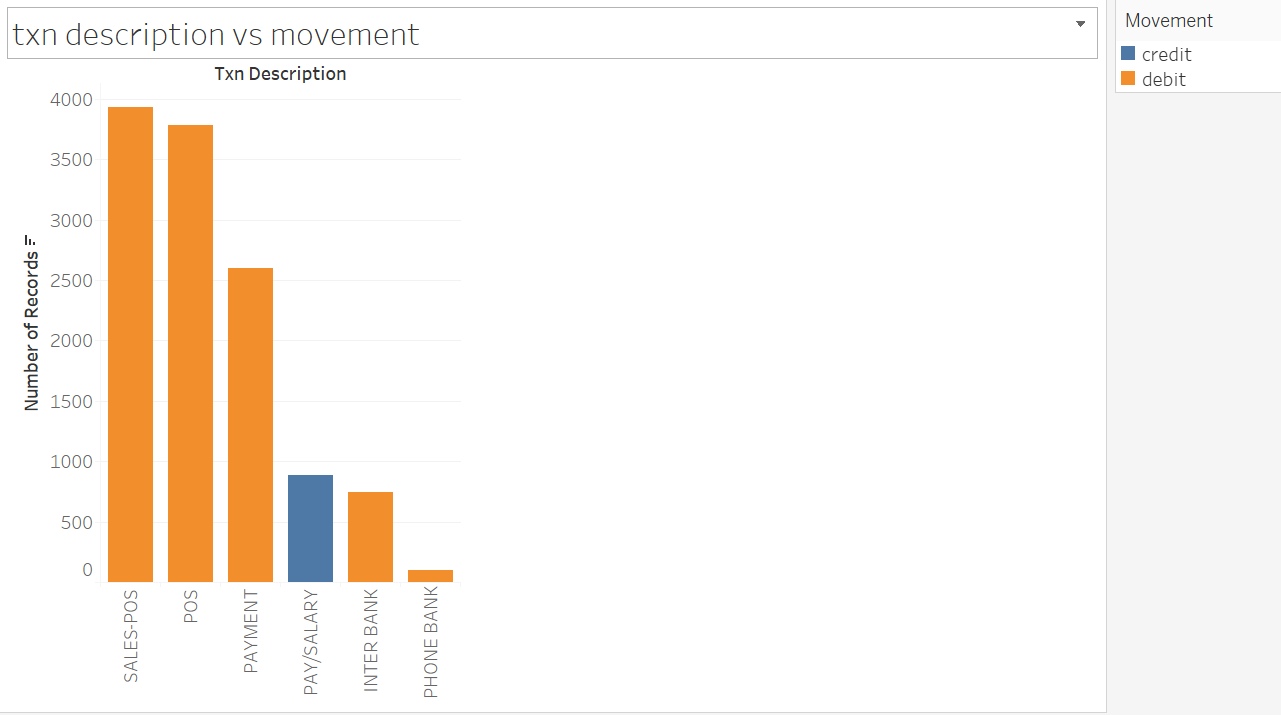 txn description vs movement
Movement
credit
debit
Txn Description
Number of Records
4000
3500
3000
2500
2000
1500
1000
500
0
SALES-POS
POS
PAYMENT
PAY/SALARY
INTER BANK
PHONE BANK